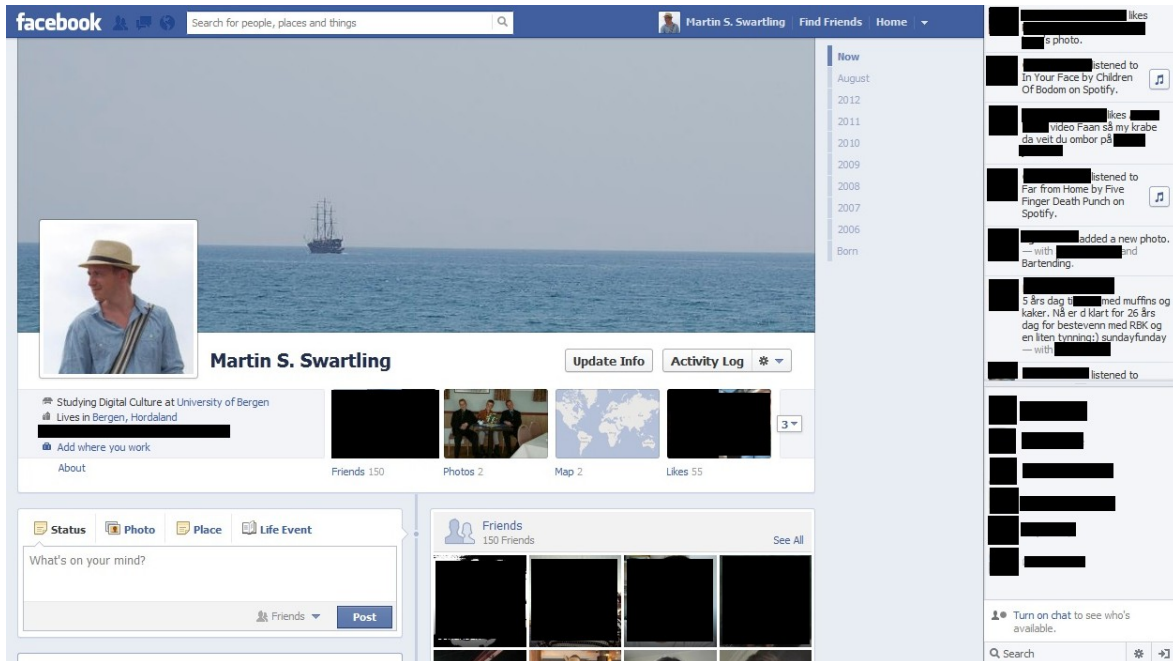 facebook
Search for people, places and things
Martin S. Swartling
Find Friends
Home
Now
August
2012
2011
2010
2009
2008
2007
2006
Born
Martin S. Swartling
Update Info
Activity Log
Studying Digital Culture at University of Bergen
Lives in Bergen, Hordaland
Add where you work
About
Friends 150
Photos 2
Map 2
Likes 55
3
Status
Photo
Place
Life Event
What's on your mind?
Friends
Post
Friends
150 Friends
See All
likes
's photo.
listened to
In Your Face by Children
Of Bodom on Spotify.
likes
video Faan så my krabe
da veit du ombor på
listened to
Far from Home by Five
Finger Death Punch on
Spotify.
added a new photo.
— with and
Bartending.
5 års dag ti med muffins og
kaker. Nå er d klart for 26 års
dag for bestevenn med RBK og
en liten tynning:) sundayfunday
— with
listened to
Turn on chat to see who's
available.
Search